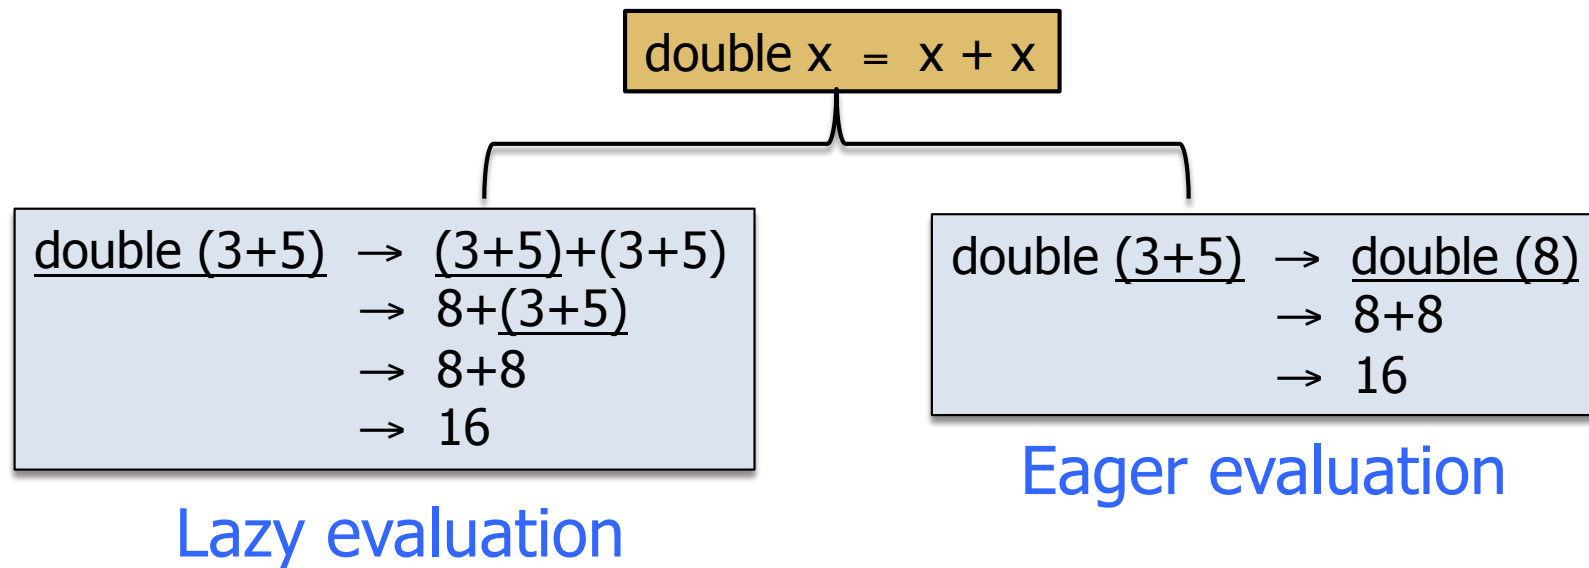 double x = x + x
double (3+5) → (3+5)+(3+5)
→ 8+(3+5)
→ 8+8
→ 16
Lazy evaluation
double (3+5) → double (8)
→ 8+8
→ 16
Eager evaluation